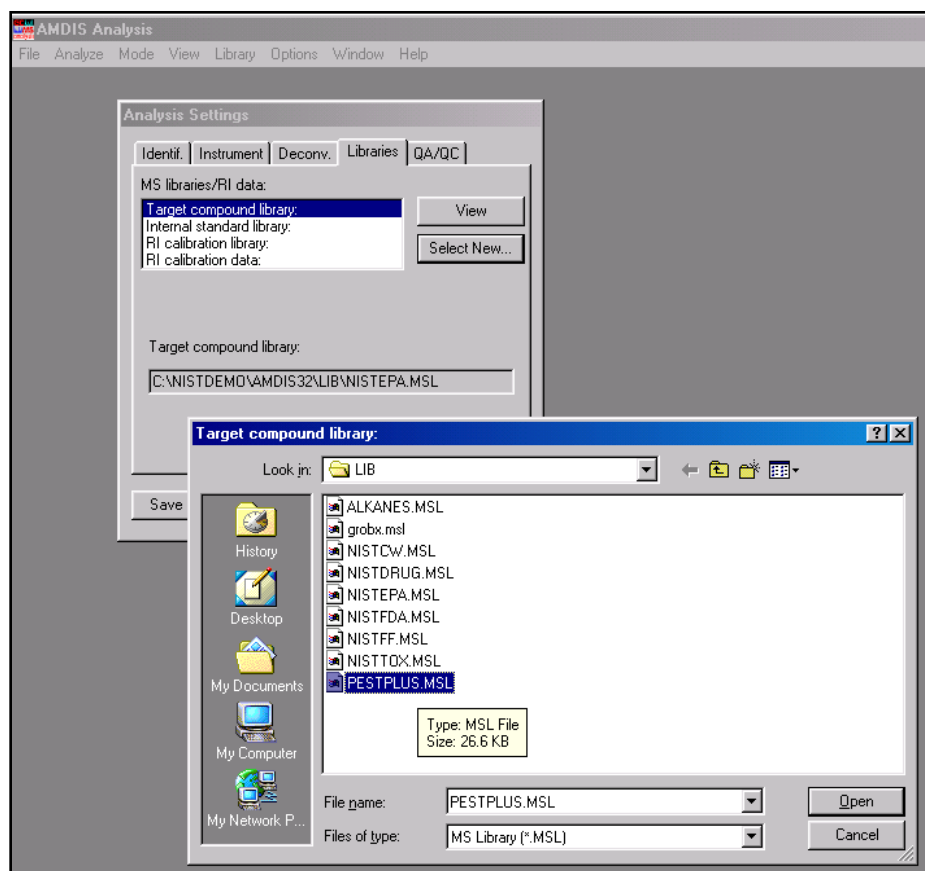 AMDIS Analysis
File Analyze Mode View Library Options Window Help
Analysis Settings
Identif. Instrument Deconv. Libraries QA/QC
MS libraries/RI data:
Target compound library:
Internal standard library:
RI calibration library:
RI calibration data:
View
Select New...
Target compound library:
C:\NISTDEMO\AMDIS32\LIB\NISTEPA.MSL
Save
Target compound library:
Look in: LIB
History
Desktop
My Documents
My Computer
My Network P...
ALKANES.MSL
grobx.msl
NISTCW.MSL
NISTDRUG.MSL
NISTEPA.MSL
NISTFDA.MSL
NISTFF.MSL
NISTTOX.MSL
PESTPLUS.MSL
Type: MSL File
Size: 26.6 KB
File name: PESTPLUS.MSL Open
Files of type: MS Library (*.MSL) Cancel